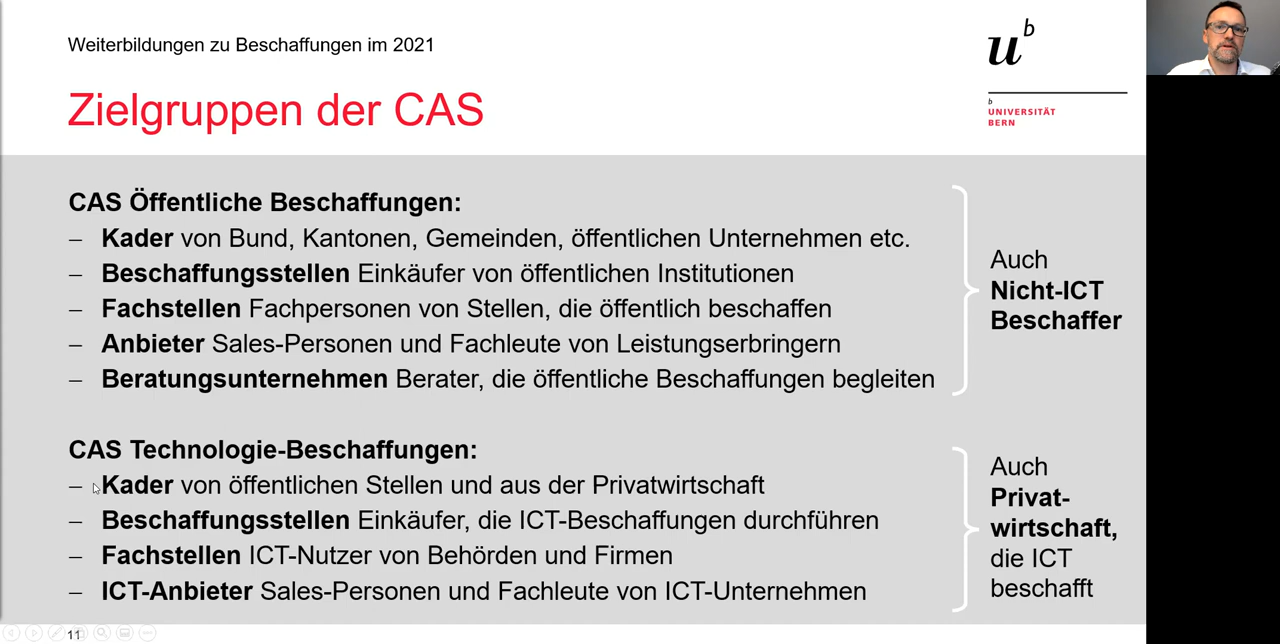 Weiterbildungen zu Beschaffungen im 2021
Zielgruppen der CAS
u b
b
UNIVERSITÄT
BERN
CAS Öffentliche Beschaffungen:
– Kader von Bund, Kantonen, Gemeinden, öffentlichen Unternehmen etc.
– Beschaffungsstellen Einkäufer von öffentlichen Institutionen
– Fachstellen Fachpersonen von Stellen, die öffentlich beschaffen
– Anbieter Sales-Personen und Fachleute von Leistungserbringern
– Beratungsunternehmen Berater, die öffentliche Beschaffungen begleiten
Auch
Nicht-ICT
Beschaffer
CAS Technologie-Beschaffungen:
– Kader von öffentlichen Stellen und aus der Privatwirtschaft
– Beschaffungsstellen Einkäufer, die ICT-Beschaffungen durchführen
– Fachstellen ICT-Nutzer von Behörden und Firmen
– ICT-Anbieter Sales-Personen und Fachleute von ICT-Unternehmen
Auch
Privat-
wirtschaft,
die ICT
beschafft
11